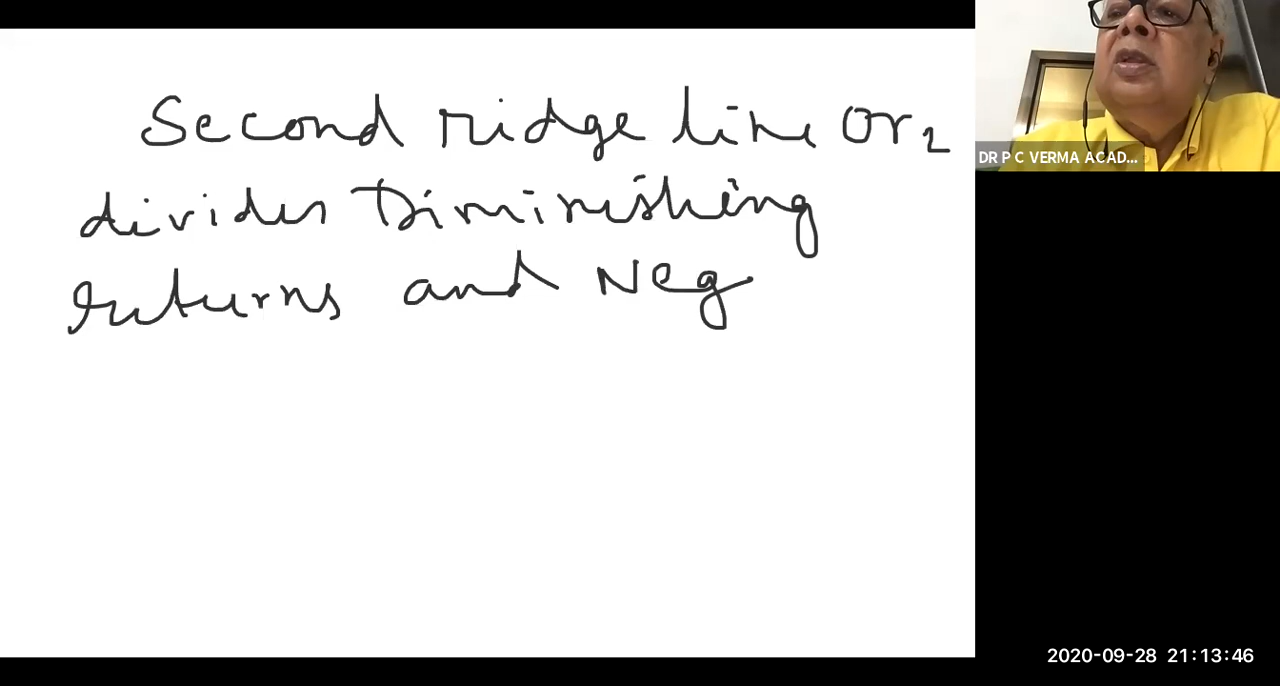 Second ridge line Or2
divides Diminishing
returns and Neg
DR P C VERMA ACAD...
2020-09-28 21:13:46